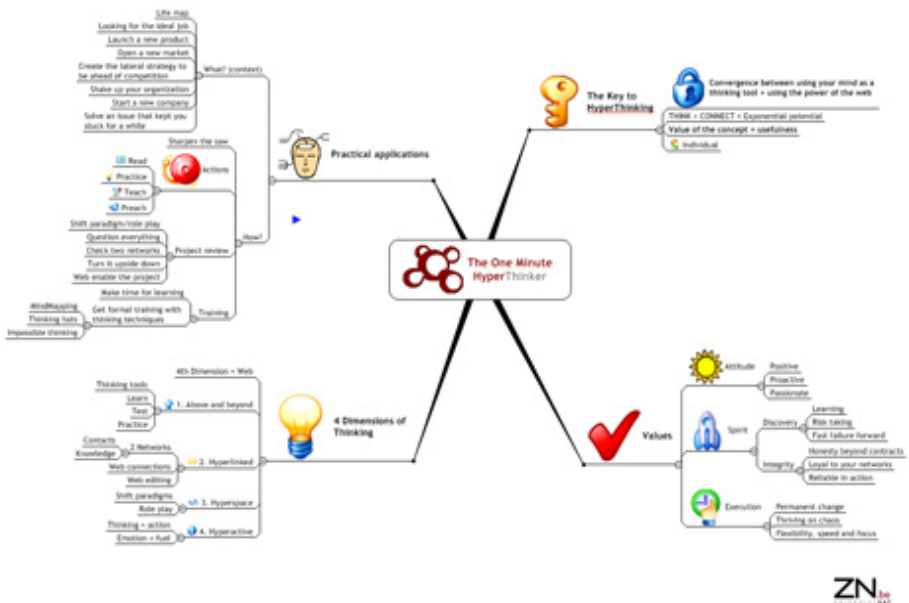 The One Minute
HyperThinker
The Key to
HyperThinking
Convergence between using your mind as a
thinking tool + using the power of the web
THINK + CONNECT = Exponential potential
Value of the concept = usefulness
Individual
Values
Attitude
Positive
Proactive
Passionate
Spirit
Discovery
Learning
Risk taking
Fast failure forward
Integrity
Honesty beyond contracts
Loyal to your networks
Reliable in action
Execution
Permanent change
Thriving on chaos
Flexibility, speed and focus
Practical applications
What? (context)
Life map
Looking for the ideal job
Launch a new product
Open a new market
Create the lateral strategy to
be ahead of competition
Shake up your organization
Start a new company
Solve an issue that kept you
stuck for a while
How?
Sharpen the saw
Actions
Read
Practice
Teach
Preach
Project review
Shift paradigm/role play
Question everything
Check two networks
Turn it upside down
Web enable the project
Training
Make time for learning
Get formal training with
thinking techniques
MindMapping
Thinking hats
Impossible thinking
4 Dimensions of
Thinking
4th Dimension = Web
1. Above and beyond
Thinking tools
Learn
Test
Practice
2. Hyperlinked
2 Networks
Contacts
Knowledge
Web connections
Web editing
3. Hyperspace
Shift paradigms
Role play
4. Hyperactive
Thinking + action
Emotion = fuel
ZN.be